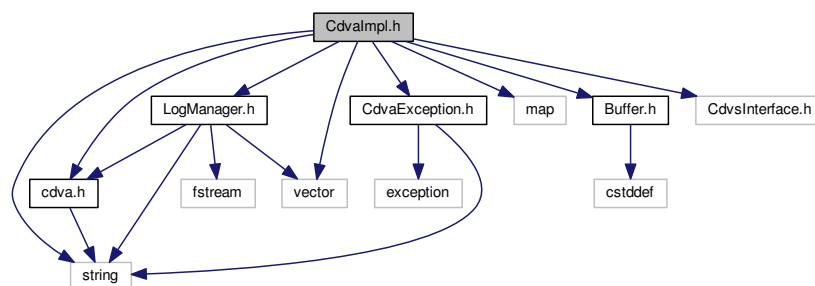 CdvaImpl.h
LogManager.h
CdvaException.h
map
Buffer.h
CdvsInterface.h
cdva.h
fstream
vector
exception
cstddef
string